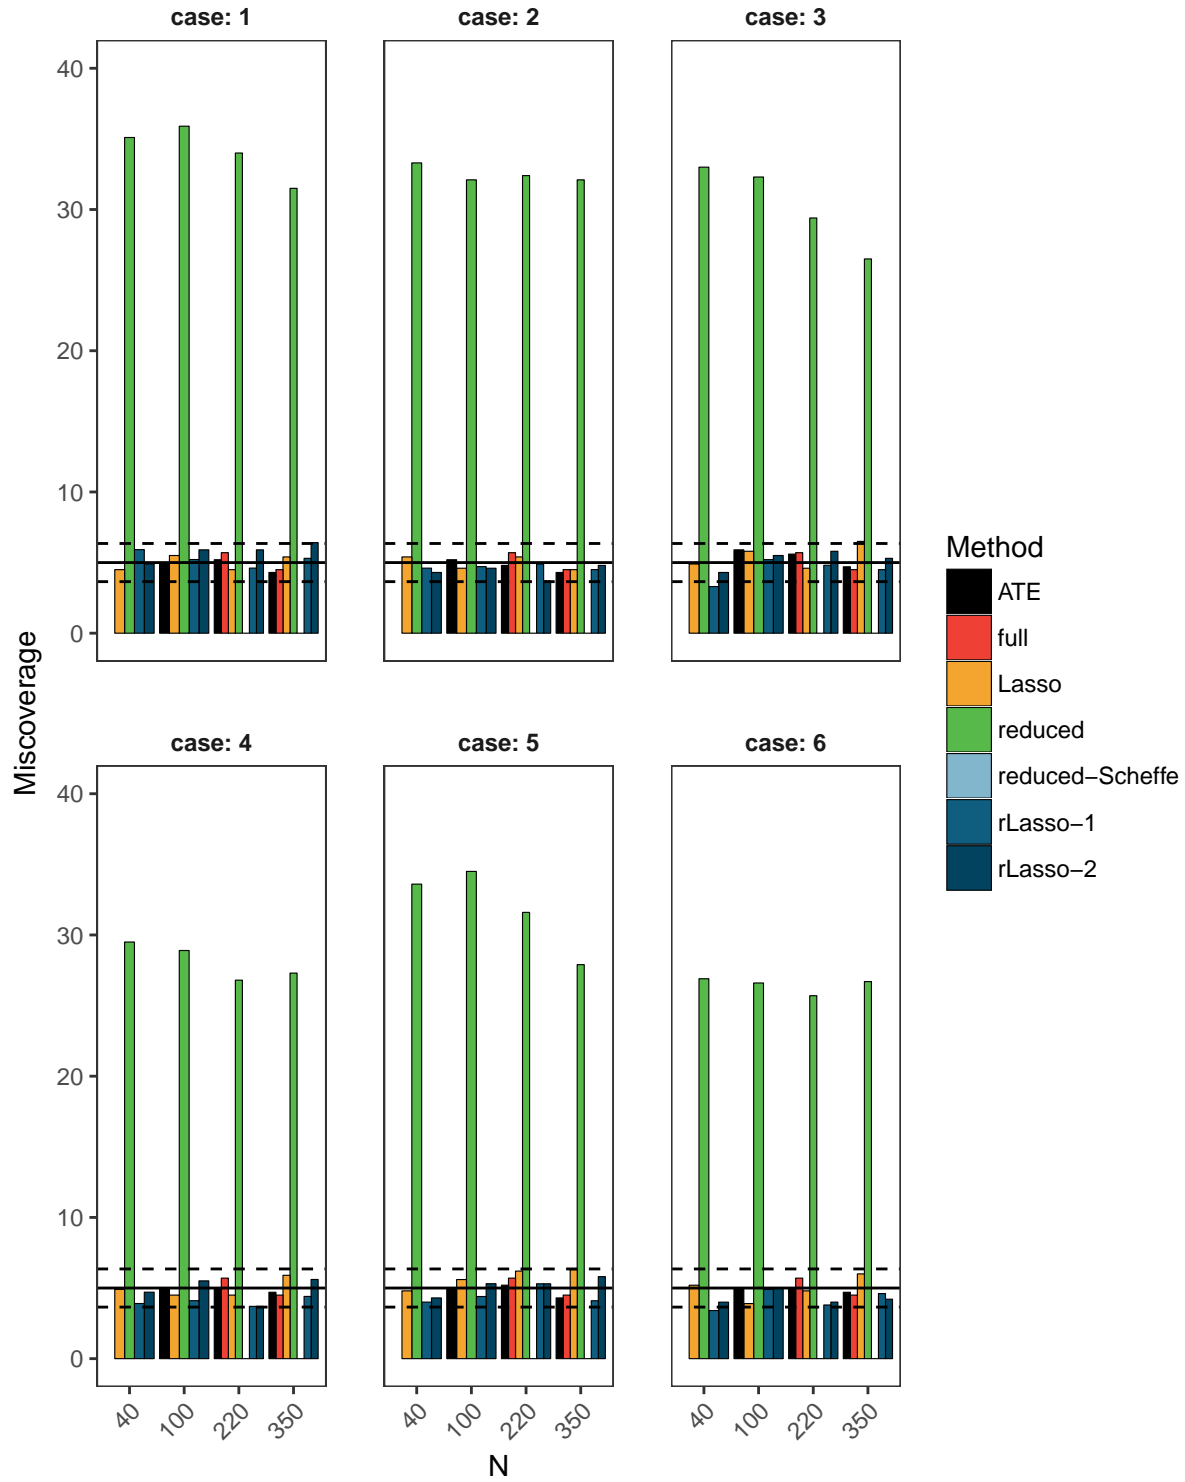 case: 1
case: 2
case: 3
40
30
20
10
0
Miscoverage
case: 4
case: 5
case: 6
40
30
20
10
0
40
100
220
350
40
100
220
350
40
100
220
350
N
Method
ATE
full
Lasso
reduced
reduced−Scheffe
rLasso−1
rLasso−2